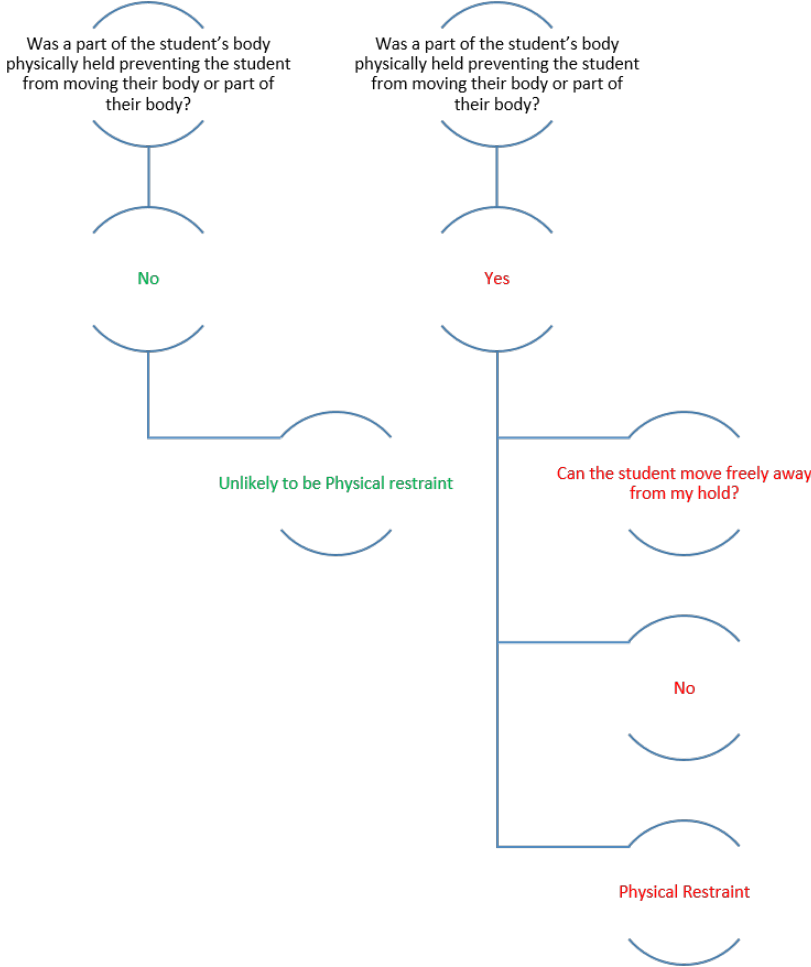 Was a part of the student’s body
physically held preventing the student
from moving their body or part of
their body?
Was a part of the student’s body
physically held preventing the student
from moving their body or part of
their body?
No
Yes
Unlikely to be Physical restraint
Can the student move freely away
from my hold?
No
Physical Restraint